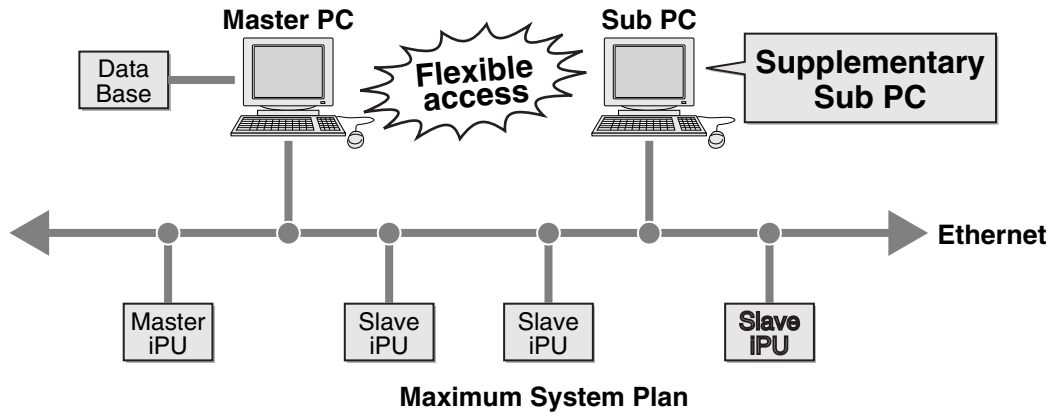 Master PC
Sub PC
Data
Base
Flexible
access
Supplementary
Sub PC
Ethernet
Master
iPU
Slave
iPU
Slave
iPU
Slave
iPU
Maximum System Plan